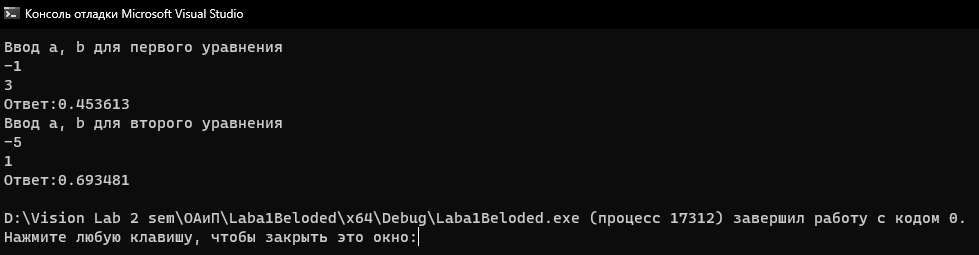 Консоль отладки Microsoft Visual Studio
Ввод a, b для первого уравнения
-1
3
Ответ:0.453613
Ввод a, b для второго уравнения
-5
1
Ответ:0.693481
D:\Vision Lab 2 sem\ОАиП\Laba1Beloded\x64\Debug\Laba1Beloded.exe (процесс 17312) завершил работу с кодом 0.
Нажмите любую клавишу, чтобы закрыть это окно: